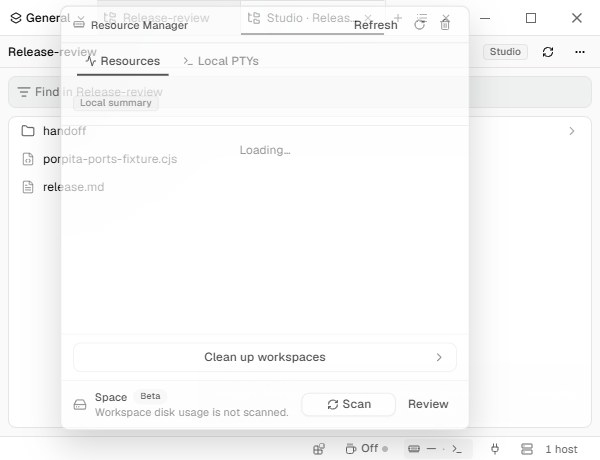 General
Release-review
Studio · Releas...
Resource Manager
Refresh
Release-review
Studio
Resources
Local PTYs
Find in Release-review
Local summary
handoff
Loading...
porpita-ports-fixture.cjs
release.md
Clean up workspaces
Space
Beta
Workspace disk usage is not scanned.
Scan
Review
Off
1 host